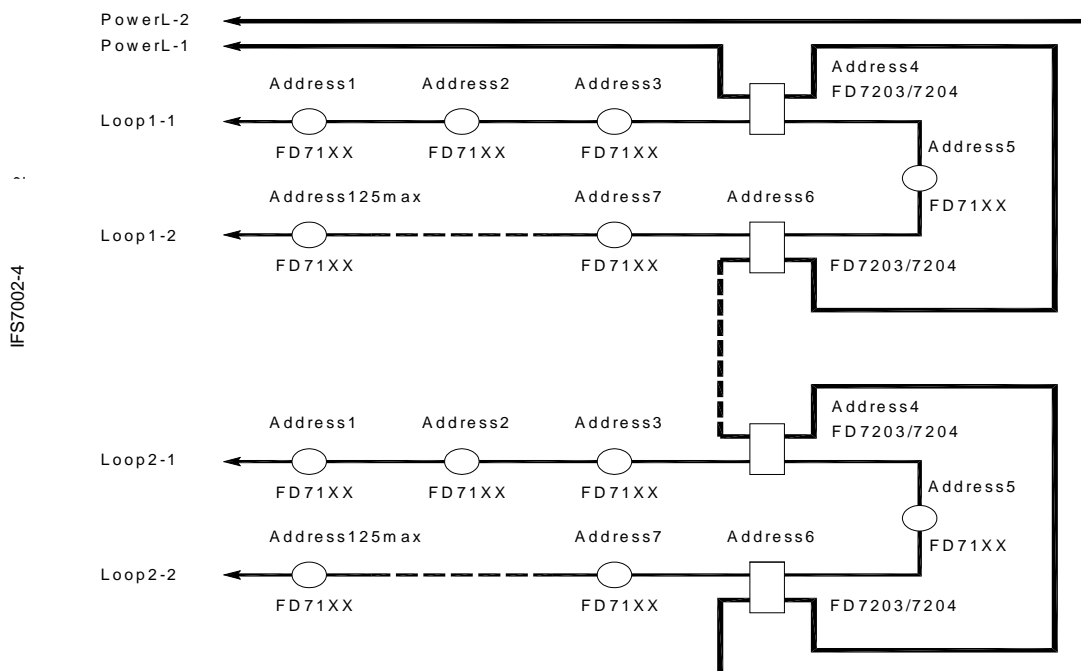 PowerL-2
PowerL-1
Address4
Address1 Address2 Address3 FD7203/7204
Loop1-1
Address5
FD71XX FD71XX FD71XX
Address125max Address7 Address6
FD71XX
Loop1-2
FD71XX FD71XX FD7203/7204
IFS7002-4
Address4
Address1 Address2 Address3 FD7203/7204
Loop2-1
Address5
FD71XX FD71XX FD71XX
Address125max Address7 Address6
FD71XX
Loop2-2
FD71XX FD71XX FD7203/7204